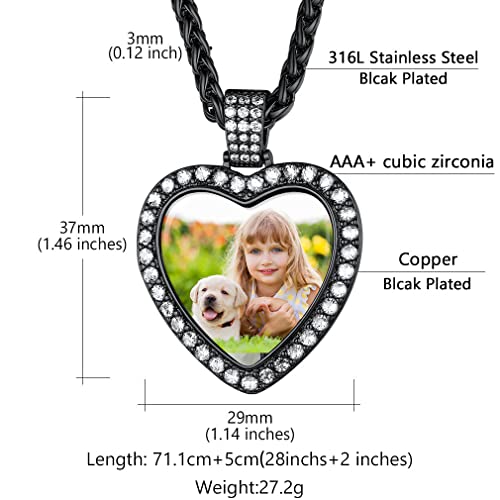 3mm
(0.12 inch)
316L Stainless Steel
Blcak Plated
AAA+ cubic zirconia
37mm
(1.46 inches)
Copper
Blcak Plated
29mm
(1.14 inches)
Length: 71.1cm+5cm(28inchs+2 inches)
Weight:27.2g